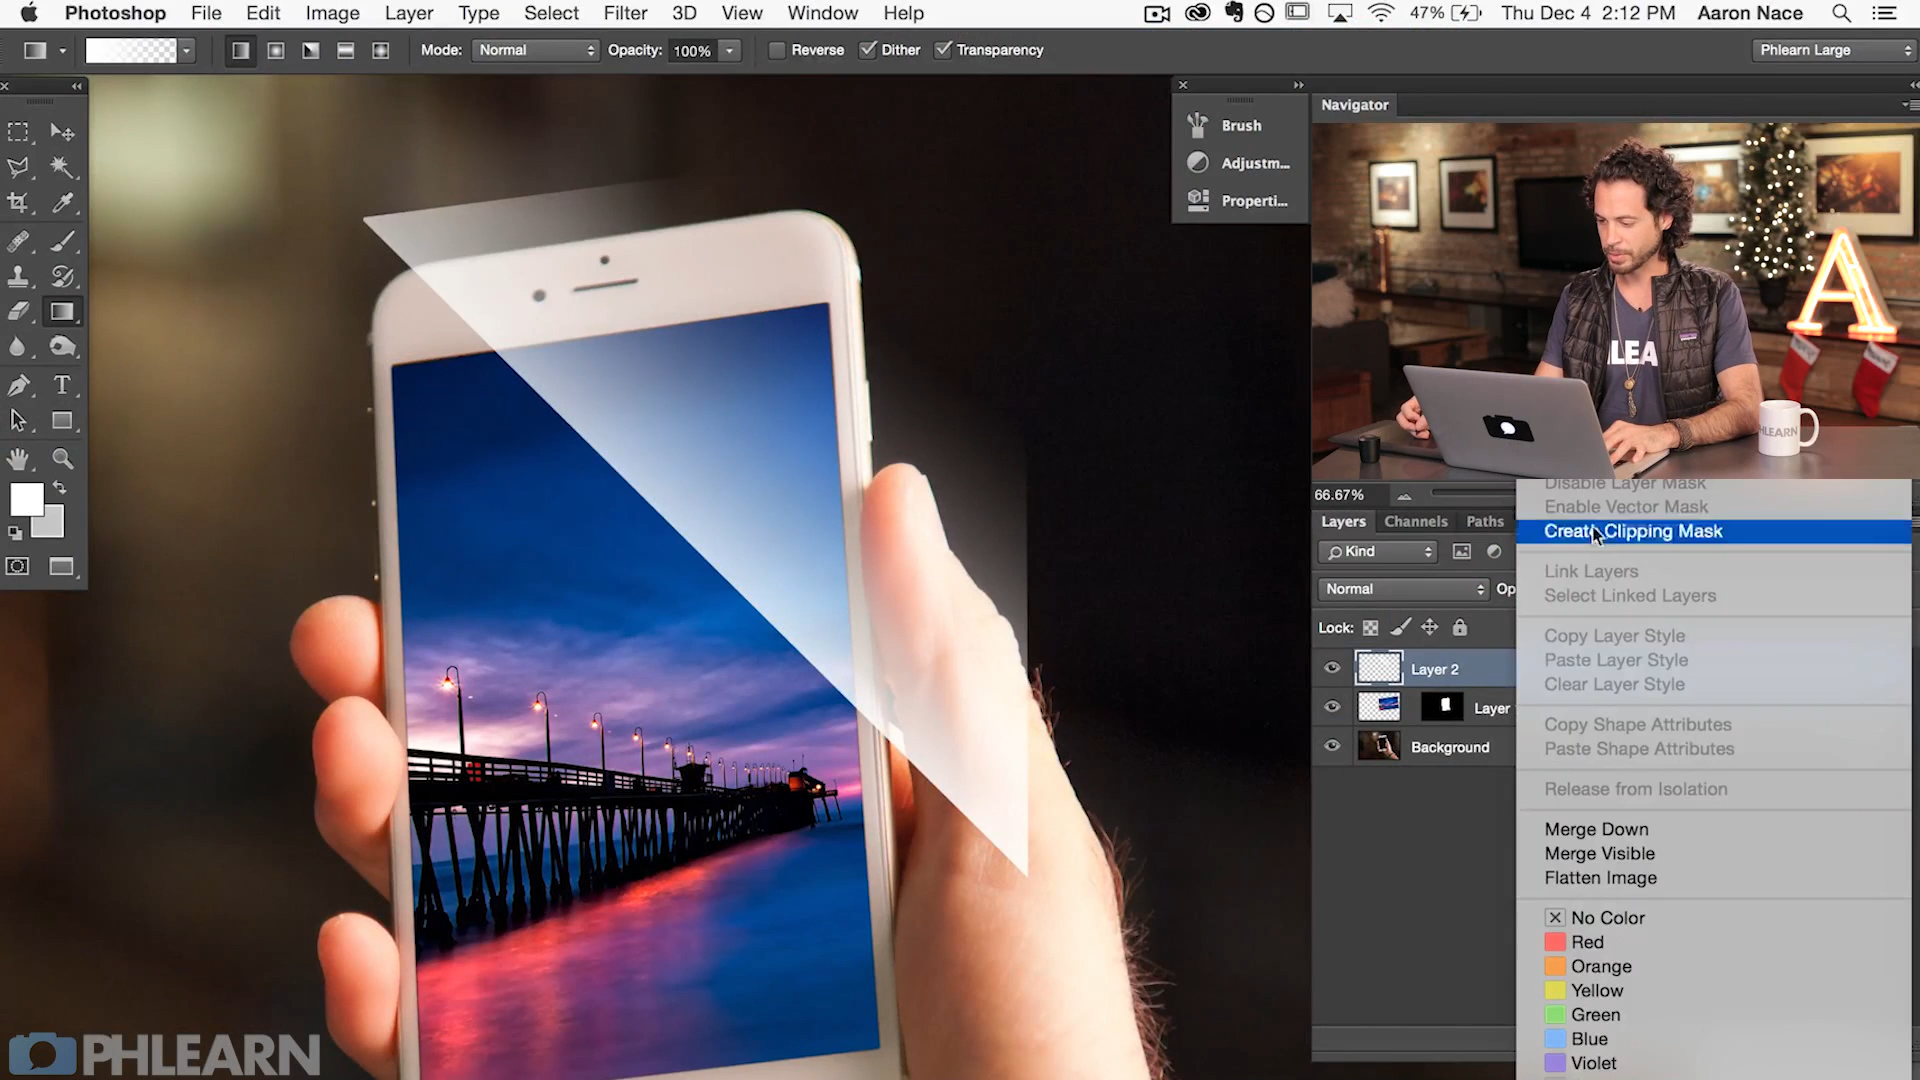 Photoshop File Edit Image Layer Type Select Filter 3D View Window Help 47% Thu Dec 4 2:12 PM Aaron Nace
Mode: Normal Opacity: 100% Reverse Dither Transparency Phlearn Large
Navigator
Brush
Adjustm...
Properti...
A
LEA
PHLEARN
66.67%
Disable Layer Mask
Enable Vector Mask
Create Clipping Mask
Layers Channels Paths
Kind
Normal Op
Lock:
Layer 2
Layer
Background
Link Layers
Select Linked Layers
Copy Layer Style
Paste Layer Style
Clear Layer Style
Copy Shape Attributes
Paste Shape Attributes
Release from Isolation
Merge Down
Merge Visible
Flatten Image
No Color
Red
Orange
Yellow
Green
Blue
Violet
PHLEARN